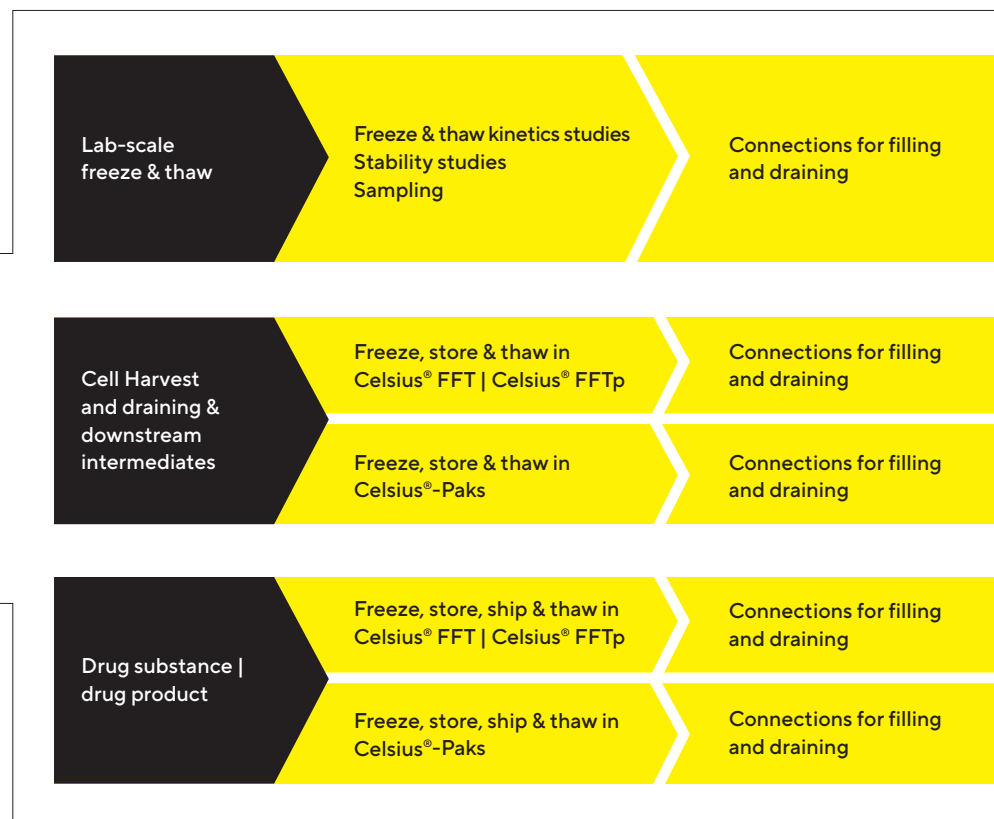 Lab-scale
freeze & thaw
Freeze & thaw kinetics studies
Stability studies
Sampling
Connections for filling
and draining
Cell Harvest
and draining &
downstream
intermediates
Freeze, store & thaw in
Celsius® FFT | Celsius® FFTp
Connections for filling
and draining
Freeze, store & thaw in
Celsius®-Paks
Connections for filling
and draining
Drug substance |
drug product
Freeze, store, ship & thaw in
Celsius® FFT | Celsius® FFTp
Connections for filling
and draining
Freeze, store, ship & thaw in
Celsius®-Paks
Connections for filling
and draining